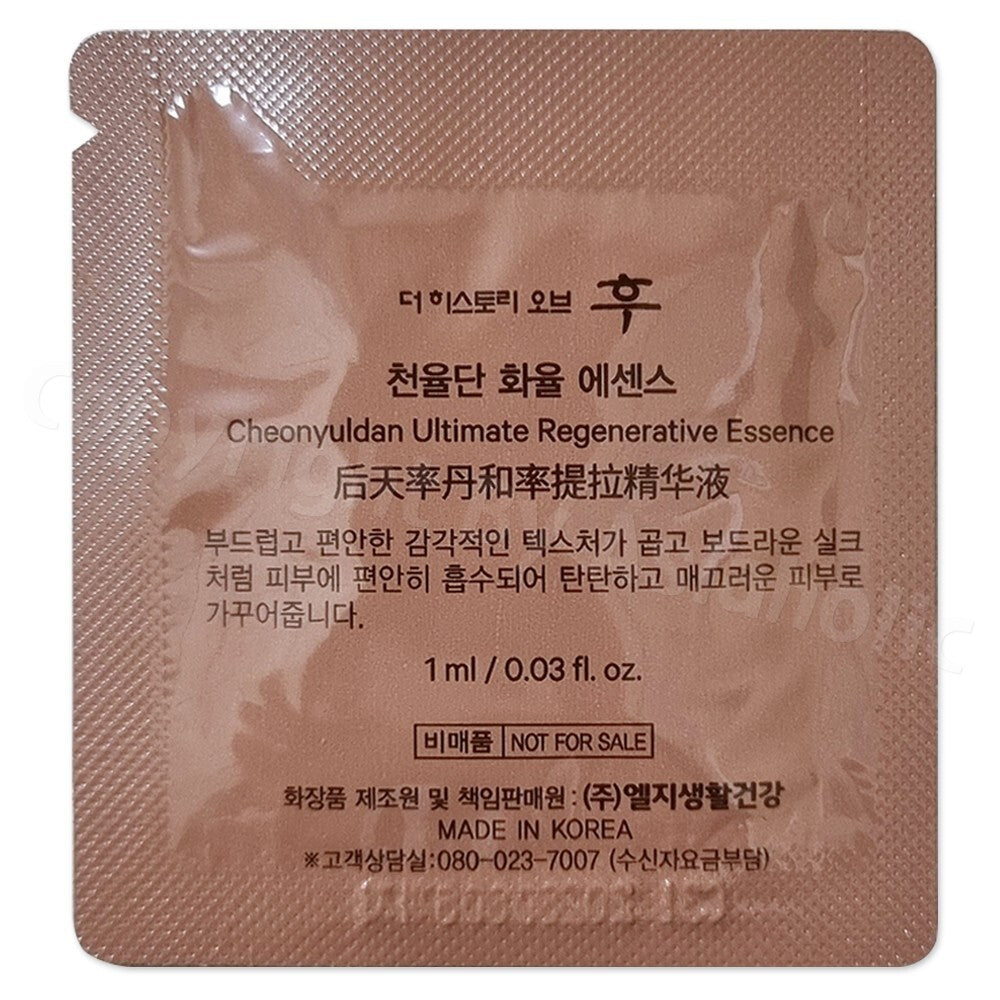 더 히스토리 오브 후
천율단 화율 에센스
Cheonyuldan Ultimate Regenerative Essence
后天率丹和率提拉精华液
부드럽고 편안한 감각적인 텍스처가 곱고 보드라운 실크
처럼 피부에 편안히 흡수되어 탄탄하고 매끄러운 피부로
가꾸어줍니다.
1 ml / 0.03 fl. oz.
비매품 NOT FOR SALE
화장품 제조원 및 책임판매원 : (주)엘지생활건강
MADE IN KOREA
※고객상담실:080-023-7007 (수신자요금부담)